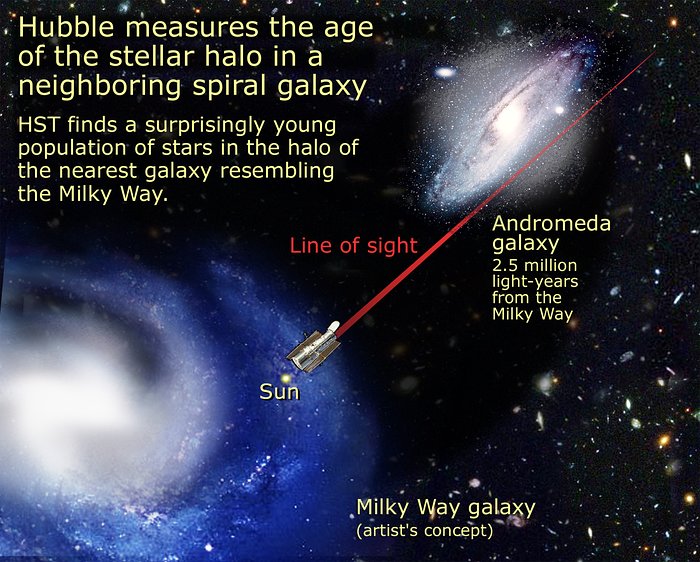 Hubble measures the age
of the stellar halo in a
neighboring spiral galaxy
HST finds a surprisingly young
population of stars in the halo of
the nearest galaxy resembling
the Milky Way.
Andromeda
galaxy
2.5 million
light-years
from the
Milky Way
Line of sight
Sun
Milky Way galaxy
(artist's concept)